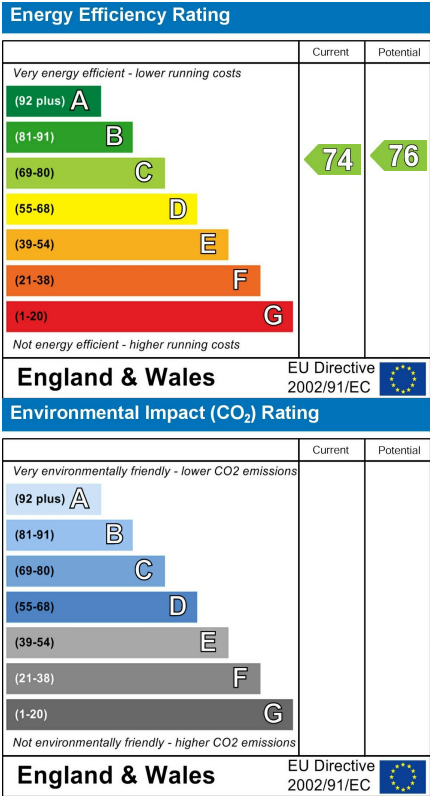 Energy Efficiency Rating
Current Potential
Very energy efficient - lower running costs
(92 plus) A
(81-91) B
(69-80) C
74 76
(55-68) D
(39-54) E
(21-38) F
(1-20) G
Not energy efficient - higher running costs
England & Wales
EU Directive
2002/91/EC
Environmental Impact (CO₂) Rating
Current Potential
Very environmentally friendly - lower CO2 emissions
(92 plus) A
(81-91) B
(69-80) C
(55-68) D
(39-54) E
(21-38) F
(1-20) G
Not environmentally friendly - higher CO2 emissions
England & Wales
EU Directive
2002/91/EC